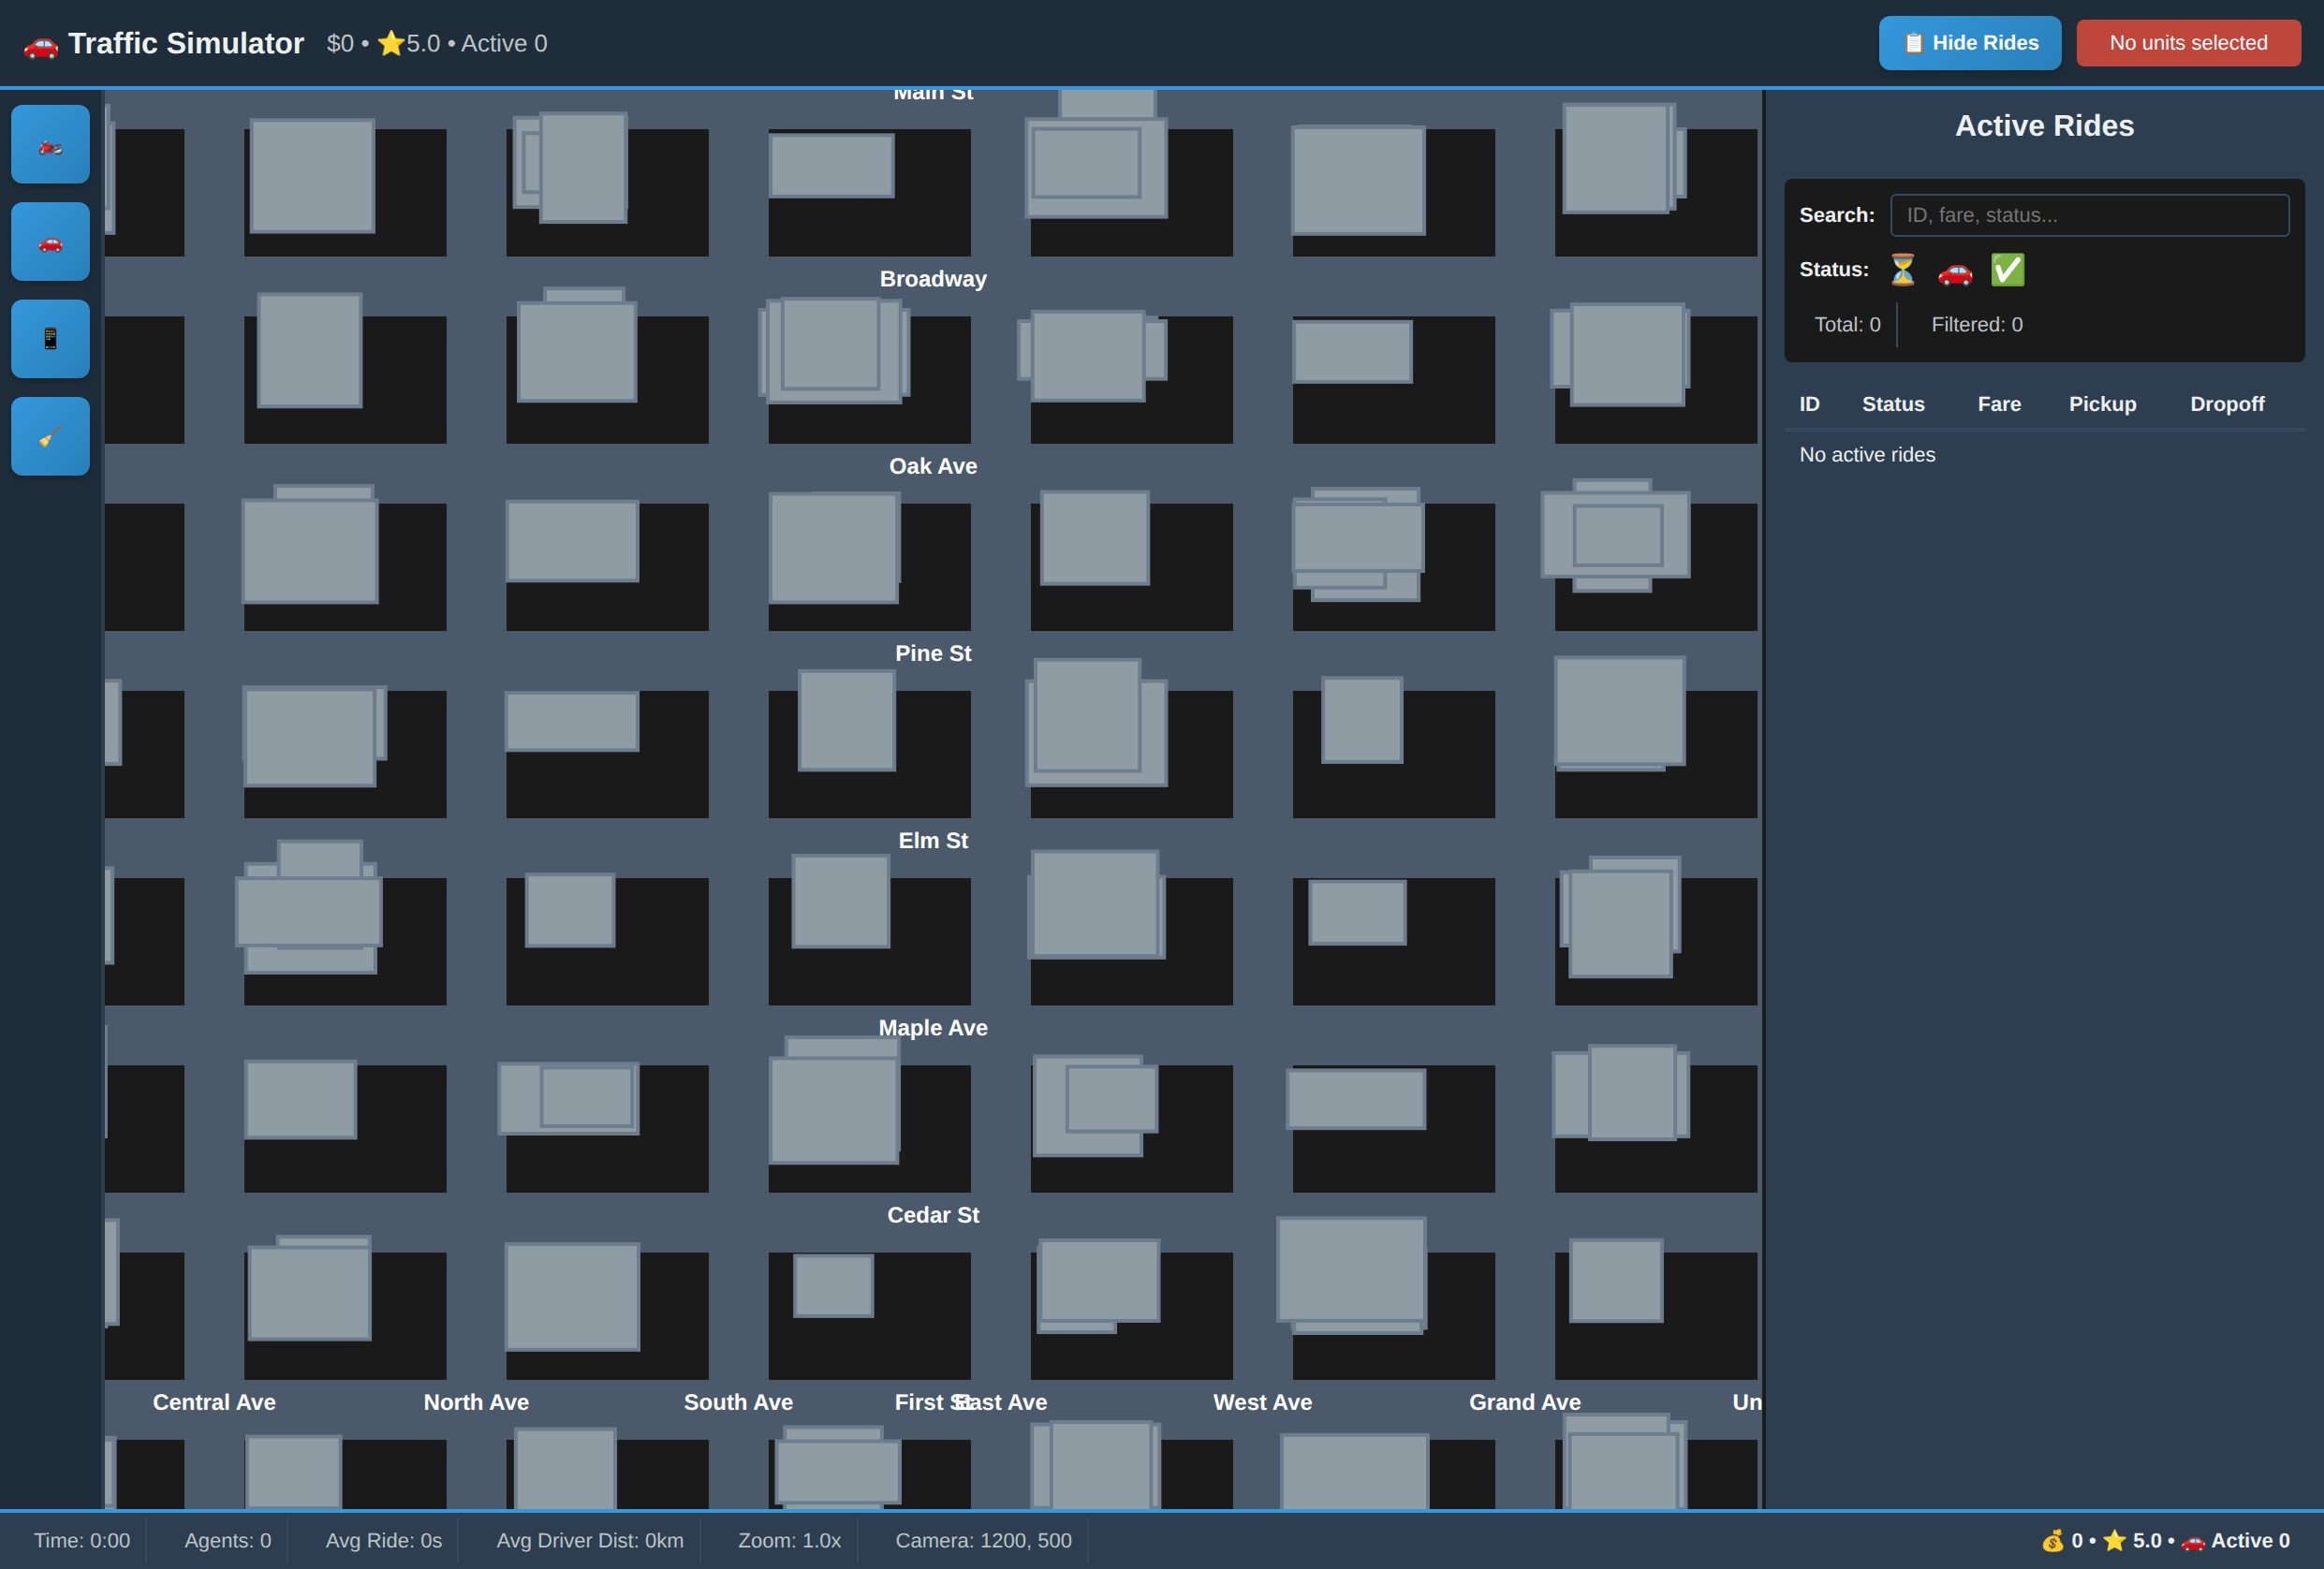 🚗 Traffic Simulator $0 • ⭐5.0 • Active 0
📋 Hide Rides
No units selected
Main St
Broadway
Oak Ave
Pine St
Elm St
Maple Ave
Cedar St
Central Ave North Ave South Ave First St East Ave West Ave Grand Ave Un
Active Rides
Search: ID, fare, status...
Status: ⏳ 🚗 ✅
Total: 0 Filtered: 0
ID Status Fare Pickup Dropoff
No active rides
Time: 0:00 Agents: 0 Avg Ride: 0s Avg Driver Dist: 0km Zoom: 1.0x Camera: 1200, 500 💰 0 • ⭐ 5.0 • 🚗 Active 0